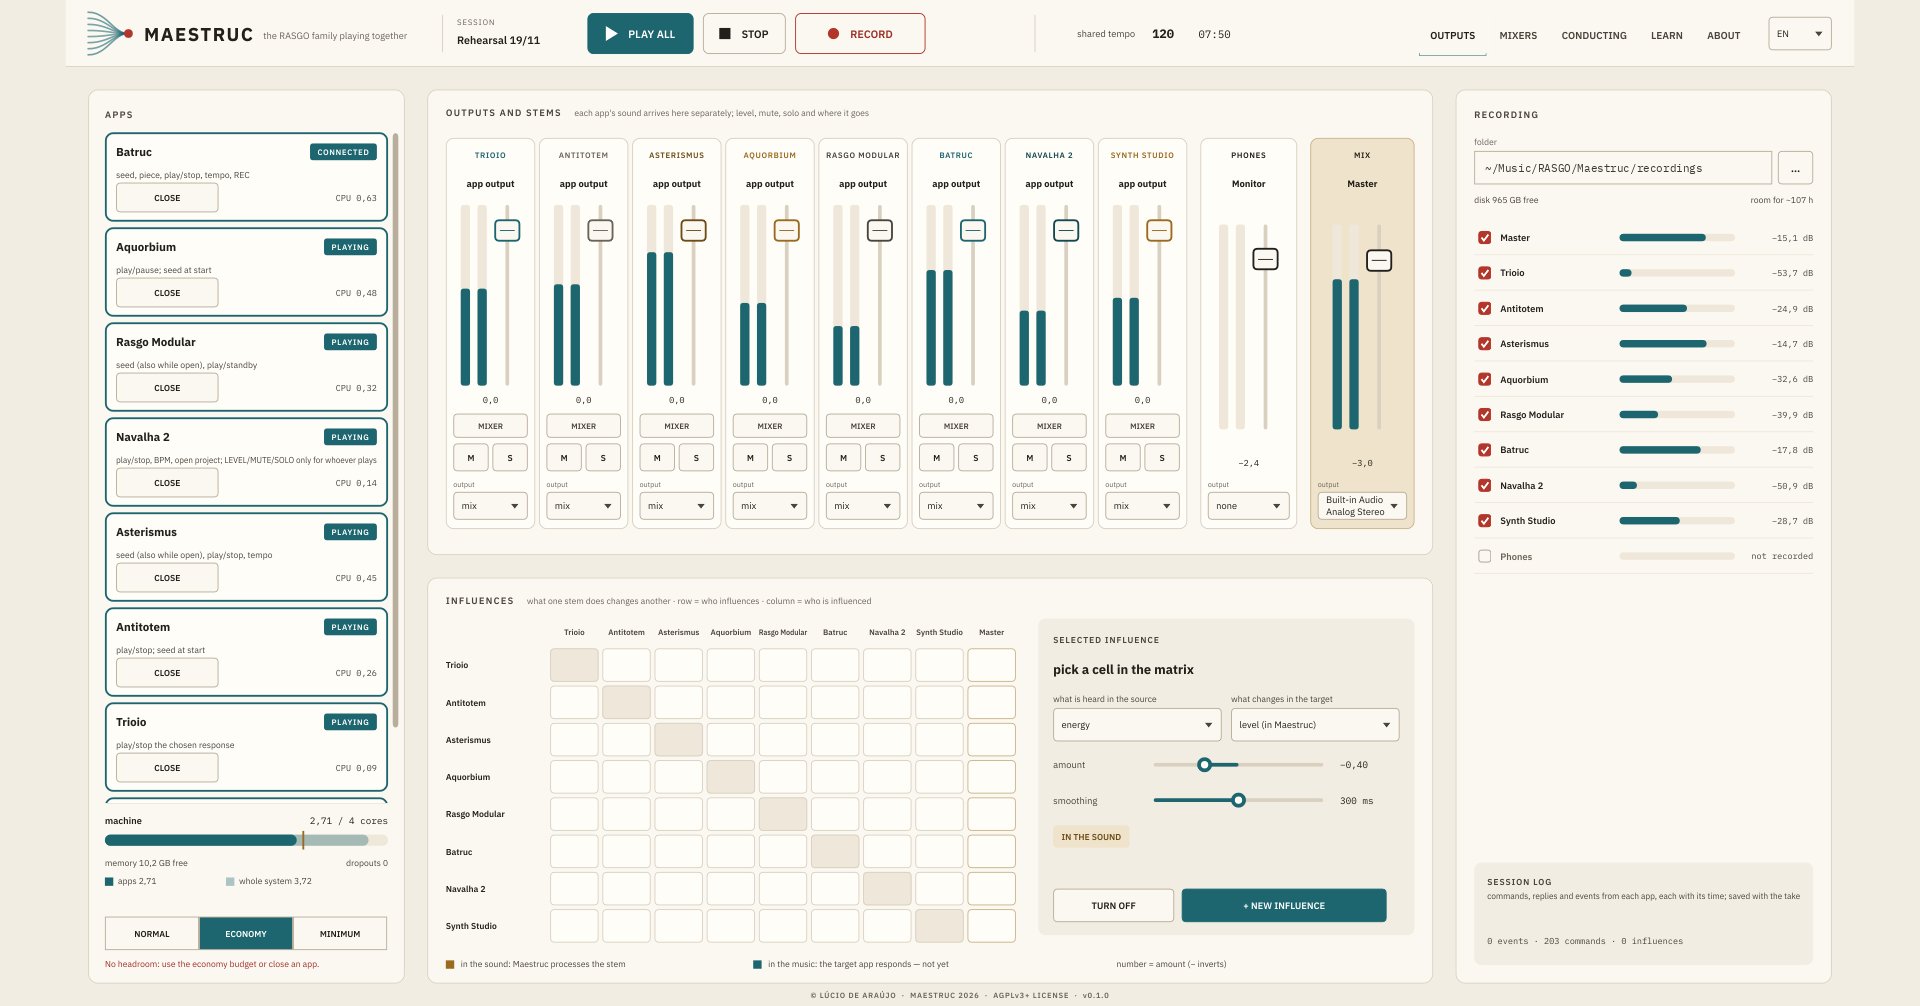 MAESTRUC the RASGO family playing together
SESSION
Rehearsal 19/11
PLAY ALL
STOP
RECORD
shared tempo 120 07:50
OUTPUTS MIXERS CONDUCTING LEARN ABOUT
EN
APPS
Batruc CONNECTED
seed, piece, play/stop, tempo, REC
CLOSE CPU 0,63
Aquorbium PLAYING
play/pause; seed at start
CLOSE CPU 0,48
Rasgo Modular PLAYING
seed (also while open), play/standby
CLOSE CPU 0,32
Navalha 2 PLAYING
play/stop, BPM, open project; LEVEL/MUTE/SOLO only for whoever plays
CLOSE CPU 0,14
Asterismus PLAYING
seed (also while open), play/stop, tempo
CLOSE CPU 0,45
Antitotem PLAYING
play/stop; seed at start
CLOSE CPU 0,26
Trioio PLAYING
play/stop the chosen response
CLOSE CPU 0,09
machine 2,71 / 4 cores
memory 10,2 GB free dropouts 0
apps 2,71 whole system 3,72
NORMAL ECONOMY MINIMUM
No headroom: use the economy budget or close an app.
OUTPUTS AND STEMS each app's sound arrives here separately; level, mute, solo and where it goes
TRIOIO ANTITOTEM ASTERISMUS AQUORBIUM RASGO MODULAR BATRUC NAVALHA 2 SYNTH STUDIO PHONES MIX
app output app output app output app output app output app output app output app output Monitor Master
0,0 0,0 0,0 0,0 0,0 0,0 0,0 0,0
MIXER MIXER MIXER MIXER MIXER MIXER MIXER MIXER
M S M S M S M S M S M S M S M S −2,4 −3,0
output output output output output output output output output output
mix mix mix mix mix mix mix mix none Built-in Audio
Analog Stereo
INFLUENCES what one stem does changes another · row = who influences · column = who is influenced
Trioio Antitotem Asterismus Aquorbium Rasgo Modular Batruc Navalha 2 Synth Studio Master
Trioio
Antitotem
Asterismus
Aquorbium
Rasgo Modular
Batruc
Navalha 2
Synth Studio
in the sound: Maestruc processes the stem in the music: the target app responds — not yet number = amount (− inverts)
SELECTED INFLUENCE
pick a cell in the matrix
what is heard in the source what changes in the target
energy level (in Maestruc)
amount −0,40
smoothing 300 ms
IN THE SOUND
TURN OFF + NEW INFLUENCE
RECORDING
folder
~/Music/RASGO/Maestruc/recordings ...
disk 965 GB free room for ~107 h
Master −15,1 dB
Trioio −53,7 dB
Antitotem −24,9 dB
Asterismus −14,7 dB
Aquorbium −32,6 dB
Rasgo Modular −39,9 dB
Batruc −17,8 dB
Navalha 2 −50,9 dB
Synth Studio −28,7 dB
Phones not recorded
SESSION LOG
commands, replies and events from each app, each with its time; saved with the take
0 events · 203 commands · 0 influences
© LÚCIO DE ARAÚJO · MAESTRUC 2026 · AGPLv3+ LICENSE · v0.1.0